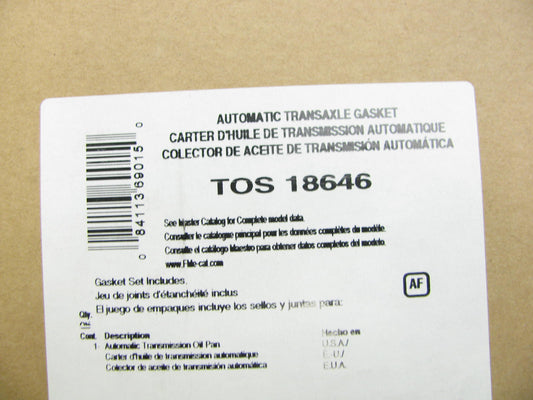 AUTOMATIC TRANSAXLE GASKET
CARTER D'HUILE DE TRANSMISSION AUTOMATIQUE
COLECTOR DE ACEITE DE TRANSMISIÓN AUTOMÁTICA
TOS 18646
0 84113 69015 0
See Master Catalog for Complete model data.
Consulter le catalogue principal pour les données complètes du modèle.
Consulte el catálogo Maestro para obtener datos completos del modelo.
www.FMe-cat.com
Gasket Set Includes,
Jeu de joints d'étanchéité inclus
El juego de empaques incluye los sellos y juntas para:
AF
Qty.
Cont. Description Hecho en
1 Automatic Transmission Oil Pan U.S.A./
Carter d'huile de transmission automatique E.-U./
Colector de aceite de transmisión automática E.U.A.